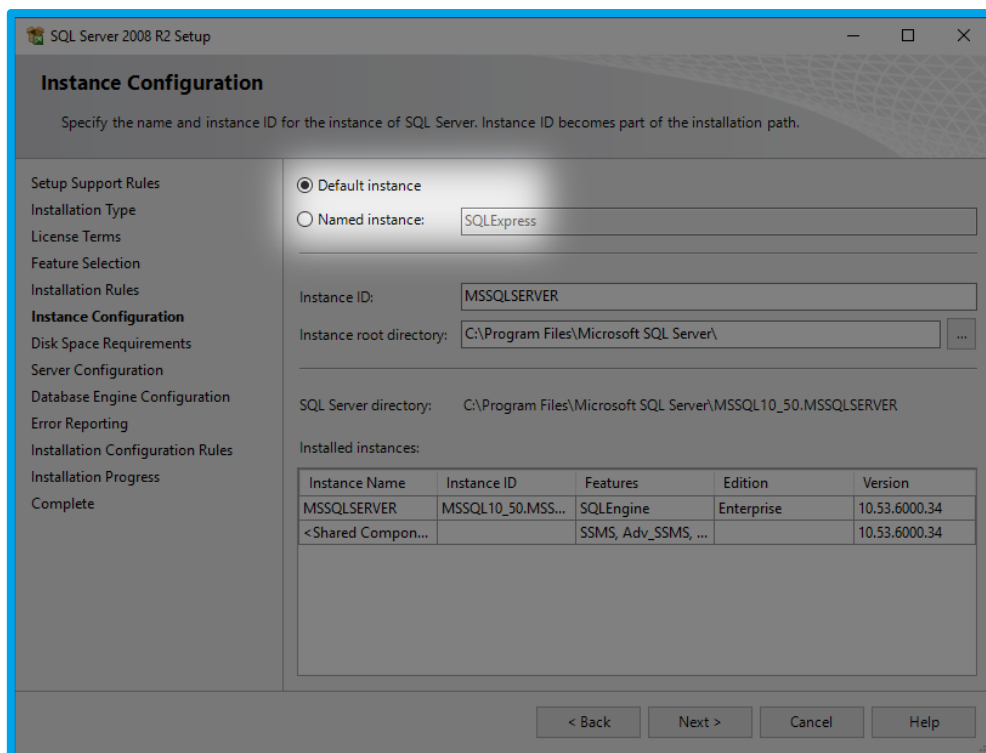 SQL Server 2008 R2 Setup
Instance Configuration
Specify the name and instance ID for the instance of SQL Server. Instance ID becomes part of the installation path.
Setup Support Rules
Installation Type
License Terms
Feature Selection
Installation Rules
Instance Configuration
Disk Space Requirements
Server Configuration
Database Engine Configuration
Error Reporting
Installation Configuration Rules
Installation Progress
Complete
Default instance
Named instance: SQLExpress
Instance ID: MSSQLSERVER
Instance root directory: C:\Program Files\Microsoft SQL Server\ ...
SQL Server directory: C:\Program Files\Microsoft SQL Server\MSSQL10_50.MSSQLSERVER
Installed instances:
Instance Name Instance ID Features Edition Version
MSSQLSERVER MSSQL10_50.MSS... SQLEngine Enterprise 10.53.6000.34
<Shared Compon... SSMS, Adv_SSMS, ... 10.53.6000.34
< Back Next > Cancel Help